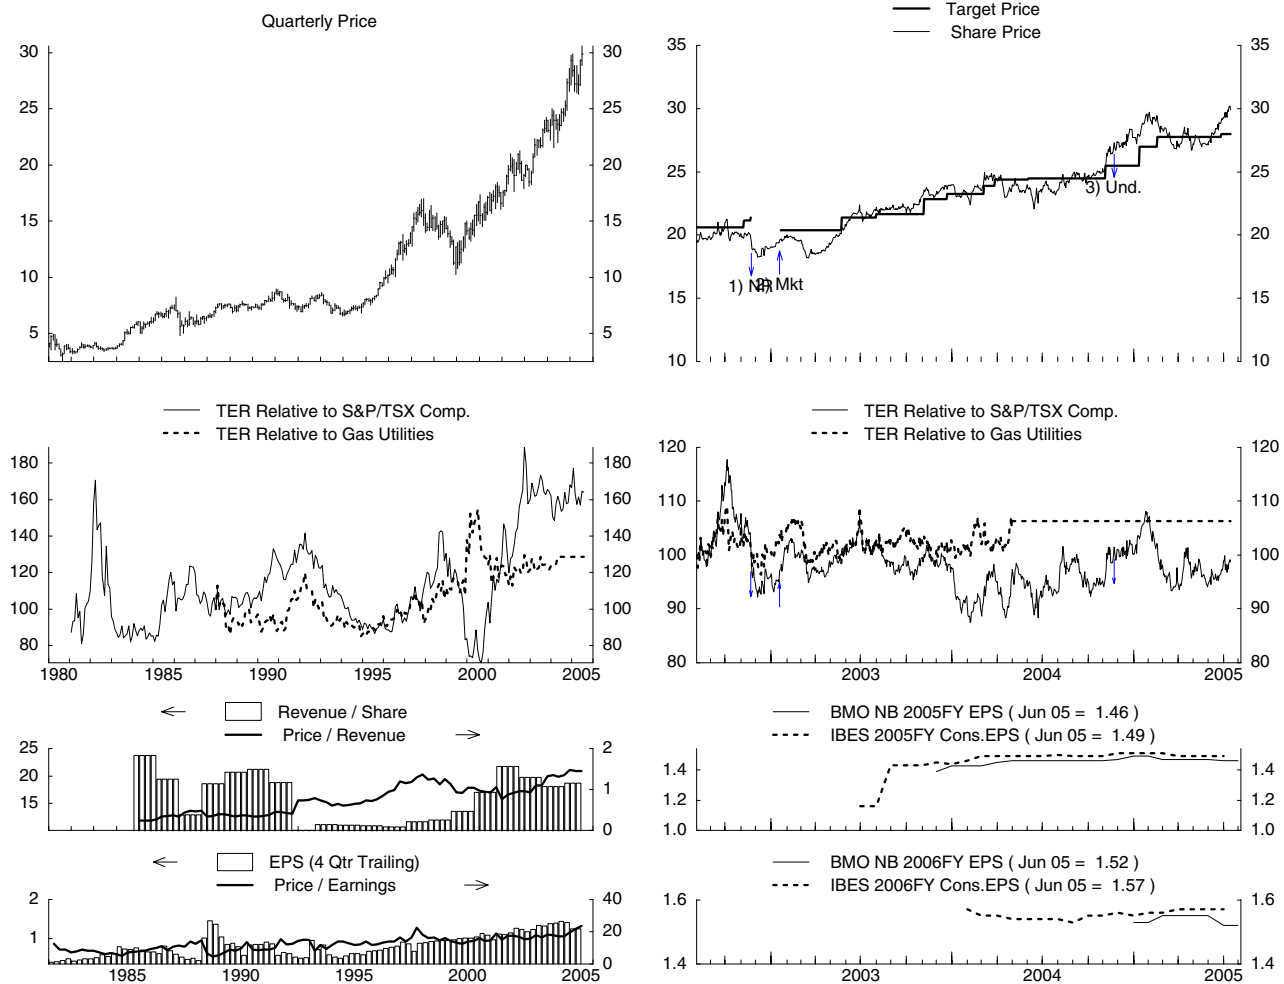 Quarterly Price
30 30
25 25
20 20
15 15
10 10
5 5
Target Price
Share Price
35 35
30 30
25 25
3) Und.
20 20
1) NR 2) Mkt
15 15
10 10
TER Relative to S&P/TSX Comp.
TER Relative to Gas Utilities
180 180
160 160
140 140
120 120
100 100
80 80
1980 1985 1990 1995 2000 2005
TER Relative to S&P/TSX Comp.
TER Relative to Gas Utilities
120 120
110 110
100 100
90 90
80 80
2003 2004 2005
Revenue / Share
Price / Revenue
25 2
20
1
15
0
BMO NB 2005FY EPS ( Jun 05 = 1.46 )
IBES 2005FY Cons.EPS ( Jun 05 = 1.49 )
1.4 1.4
1.2 1.2
1.0 1.0
EPS (4 Qtr Trailing)
Price / Earnings
2 40
1 20
0
1985 1990 1995 2000 2005
BMO NB 2006FY EPS ( Jun 05 = 1.52 )
IBES 2006FY Cons.EPS ( Jun 05 = 1.57 )
1.6 1.6
1.4 1.4
2003 2004 2005